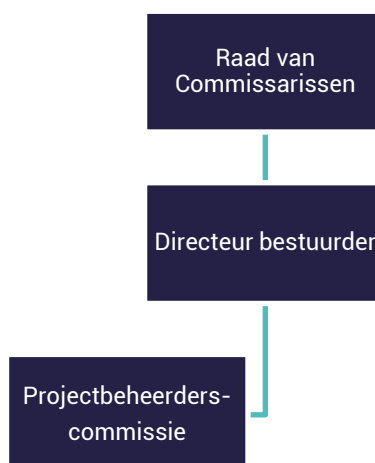 Raad van
Commissarissen
Directeur bestuurder
Projectbeheerders-
commissie